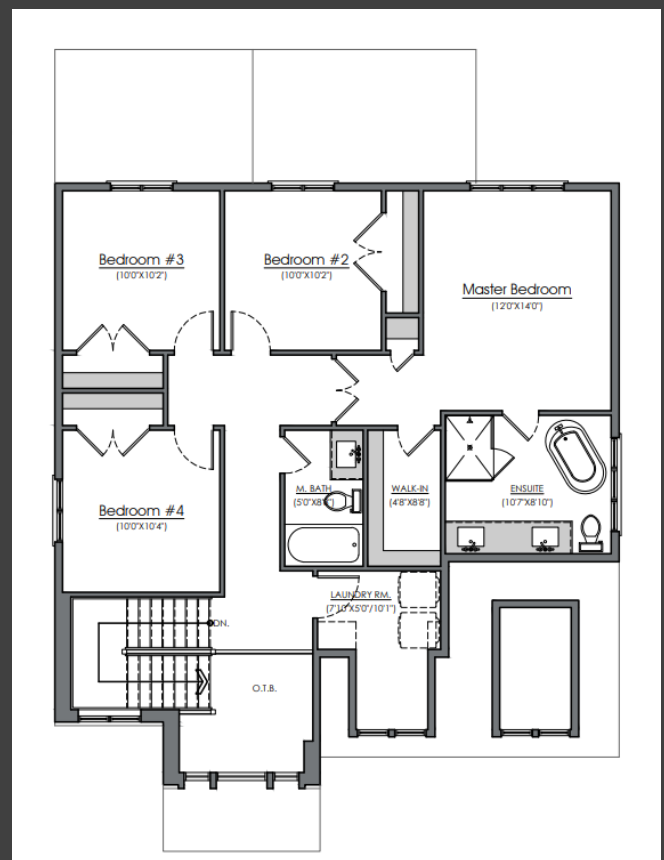 Bedroom #3
(10'0"X10'2")
Bedroom #2
(10'0"X10'2")
Master Bedroom
(12'0"X14'0")
Bedroom #4
(10'0"X10'4")
M. BATH
(5'0"X8'
WALK-IN
(4'8"X8'8")
ENSUITE
(10'7"X8'10")
LAUNDRY RM.
(7'10"X5'0"/10'1")
DN.
O.T.B.